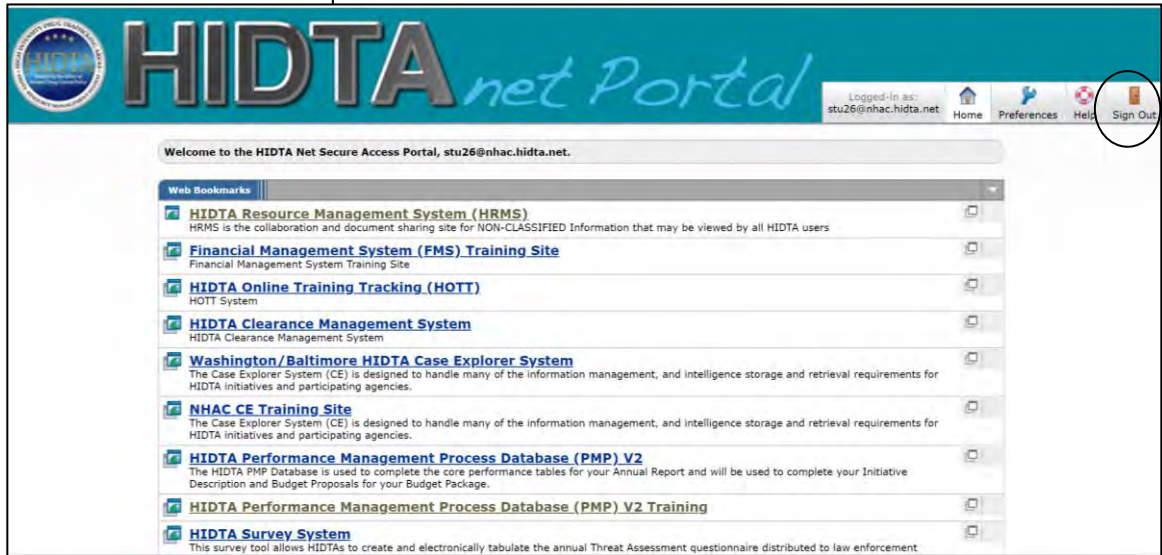 HIDTA
HIDTA net Portal
Logged-in as:
stu26@nhac.hidta.net
Home
Preferences
Help
Sign Out
Welcome to the HIDTA Net Secure Access Portal, stu26@nhac.hidta.net.
Web Bookmarks
HIDTA Resource Management System (HRMS)
HRMS is the collaboration and document sharing site for NON-CLASSIFIED Information that may be viewed by all HIDTA users
Financial Management System (FMS) Training Site
Financial Management System Training Site
HIDTA Online Training Tracking (HOTT)
HOTT System
HIDTA Clearance Management System
HIDTA Clearance Management System
Washington/Baltimore HIDTA Case Explorer System
The Case Explorer System (CE) is designed to handle many of the information management, and intelligence storage and retrieval requirements for
HIDTA initiatives and participating agencies.
NHAC CE Training Site
The Case Explorer System (CE) is designed to handle many of the information management, and intelligence storage and retrieval requirements for
HIDTA initiatives and participating agencies.
HIDTA Performance Management Process Database (PMP) V2
The HIDTA PMP Database is used to complete the core performance tables for your Annual Report and will be used to complete your Initiative
Description and Budget Proposals for your Budget Package.
HIDTA Performance Management Process Database (PMP) V2 Training
HIDTA Survey System
This survey tool allows HIDTAs to create and electronically tabulate the annual Threat Assessment questionnaire distributed to law enforcement